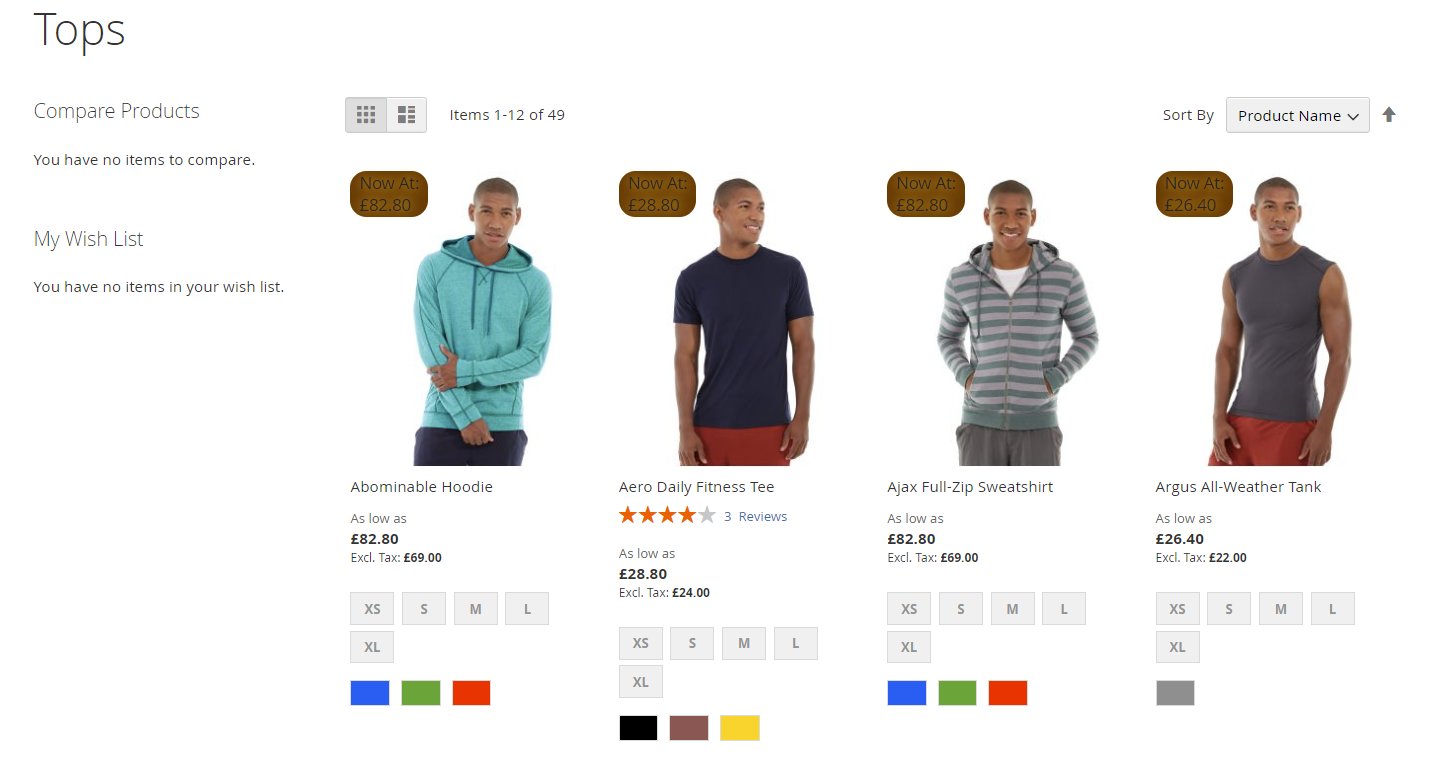 Tops
Compare Products
You have no items to compare.
My Wish List
You have no items in your wish list.
Items 1-12 of 49
Sort By
Product Name
Now At:
£82.80
Abominable Hoodie
As low as
£82.80
Excl. Tax: £69.00
XS S M L
XL
Now At:
£28.80
Aero Daily Fitness Tee
3 Reviews
As low as
£28.80
Excl. Tax: £24.00
XS S M L
XL
Now At:
£82.80
Ajax Full-Zip Sweatshirt
As low as
£82.80
Excl. Tax: £69.00
XS S M L
XL
Now At:
£26.40
Argus All-Weather Tank
As low as
£26.40
Excl. Tax: £22.00
XS S M L
XL